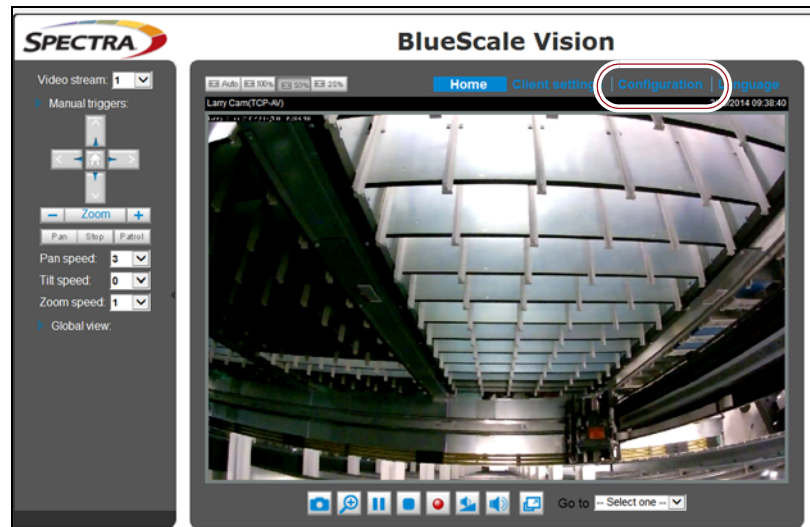 SPECTRA
BlueScale Vision
Video stream: 1
Manual triggers:
Zoom
Pan Stop Patrol
Pan speed: 3
Tilt speed: 0
Zoom speed: 1
Global view:
Auto 100% 50% 25%
Home Client setting Configuration Language
Larry Cam(TCP-AV) 2014 09:38:40
Go to -- Select one --